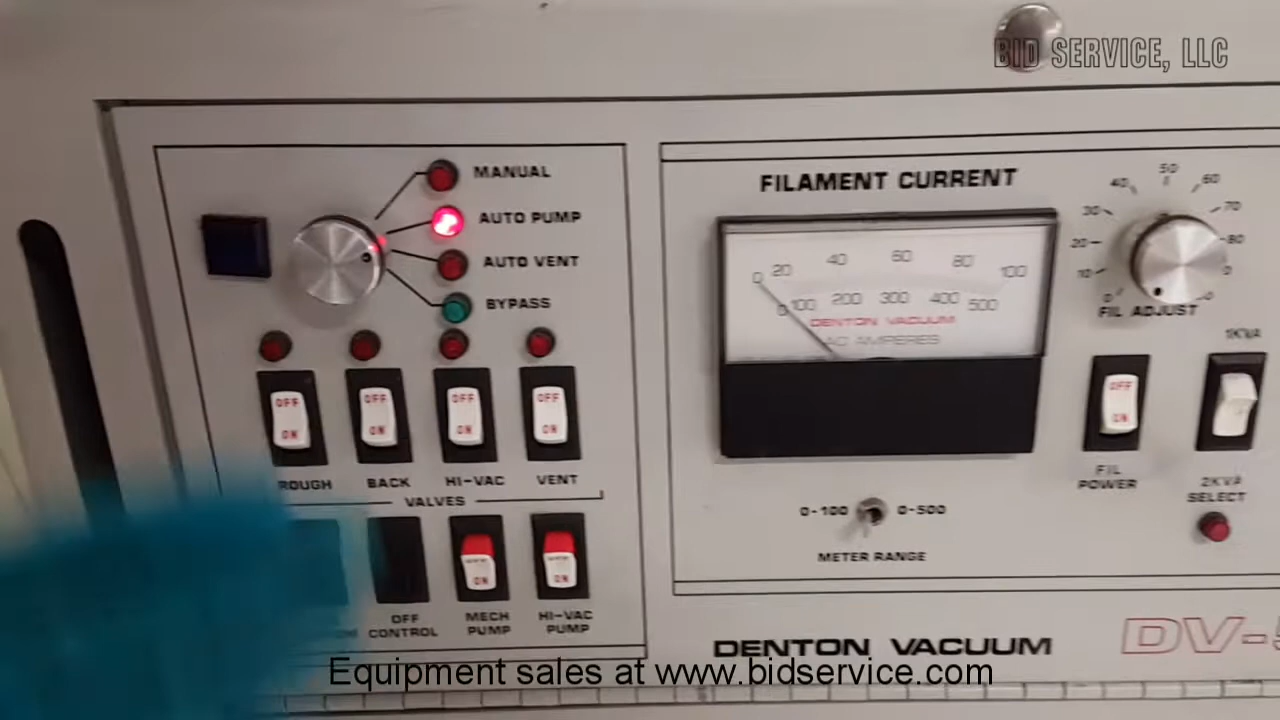 BID SERVICE, LLC
MANUAL
AUTO PUMP
AUTO VENT
BYPASS
OFF ON
OFF ON
OFF ON
OFF ON
ROUGH BACK HI-VAC VENT
VALVES
ON
ON
OFF CONTROL
MECH PUMP
HI-VAC PUMP
FILAMENT CURRENT
0 20 40 60 80 100
0 100 200 300 400 500
DENTON VACUUM
AC AMPERES
0-100 0-500
METER RANGE
0 10 20 30 40 50 60 70 80
FIL ADJUST
OFF ON
FIL POWER
1KVA
2KVA
SELECT
DENTON VACUUM
DV-5
Equipment sales at www.bidservice.com